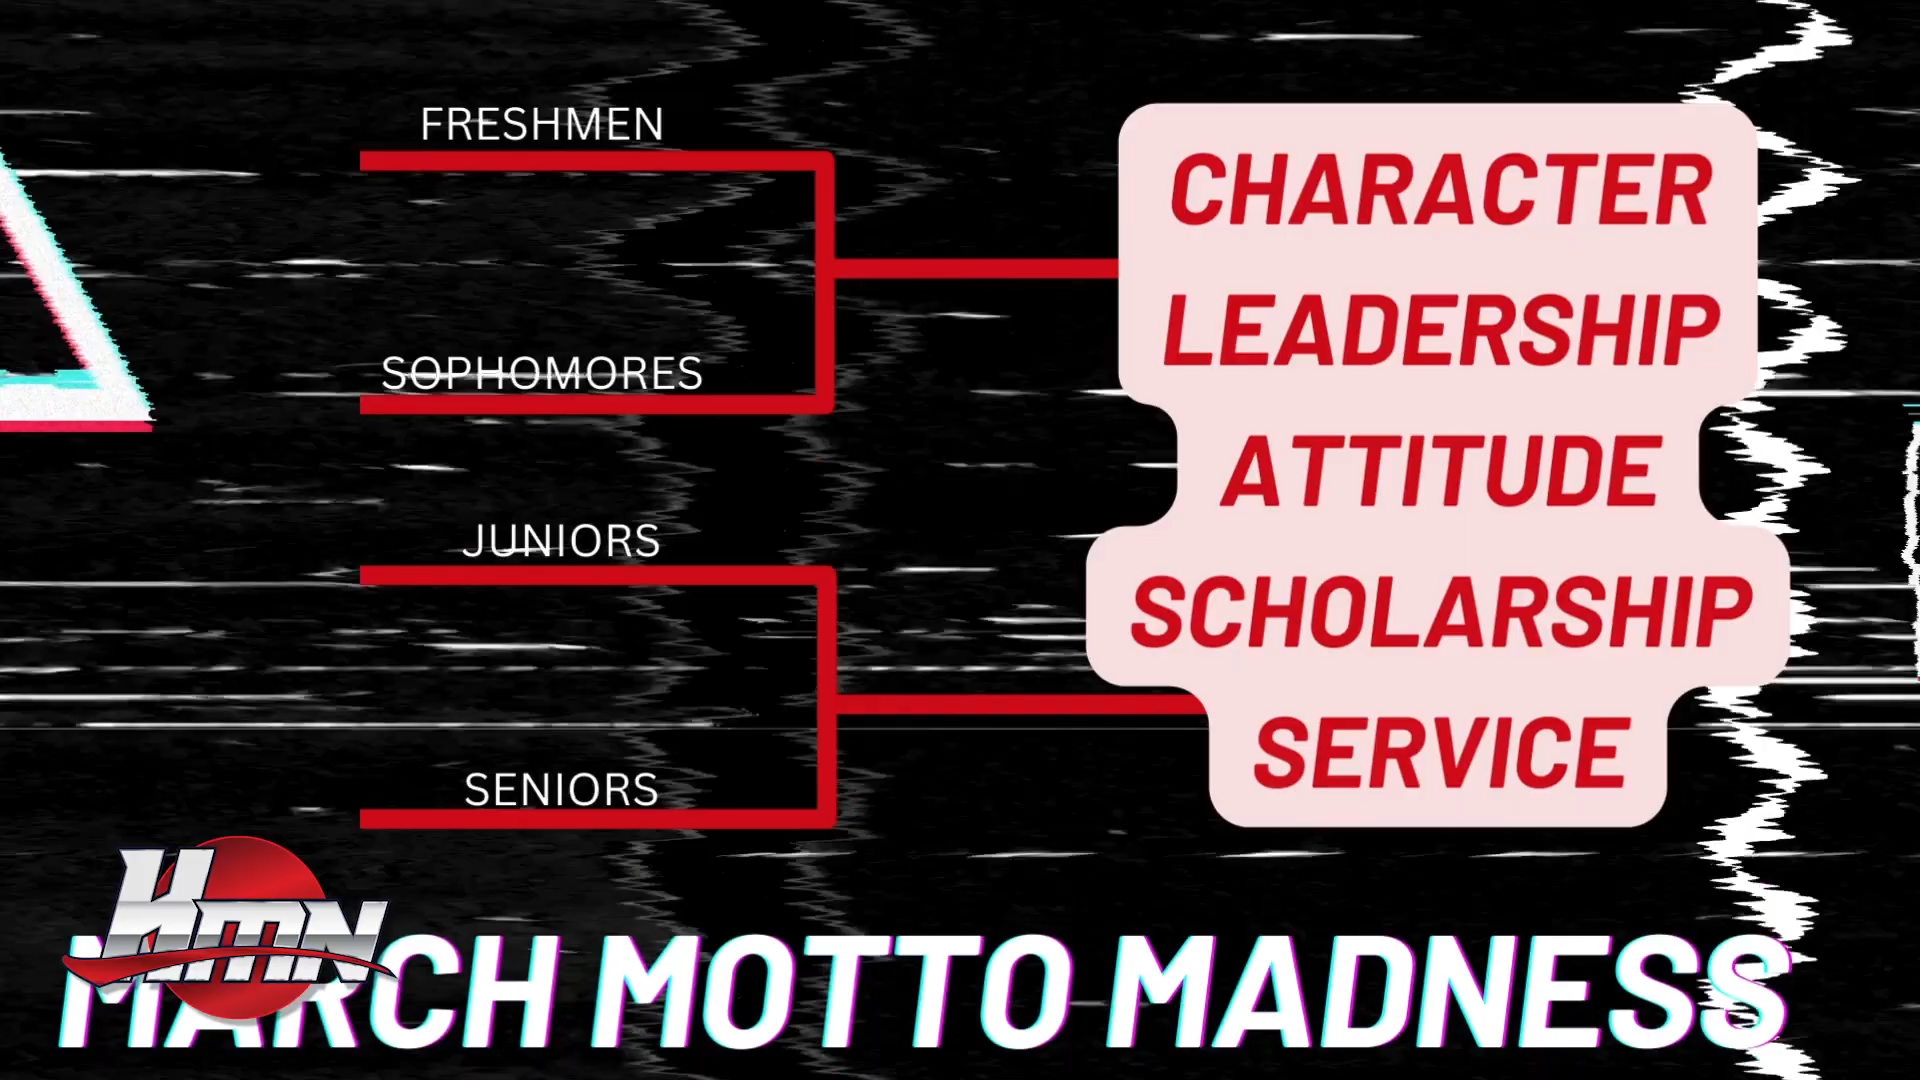 FRESHMEN
SOPHOMORES
JUNIORS
SENIORS
CHARACTER
LEADERSHIP
ATTITUDE
SCHOLARSHIP
SERVICE
HMN
MARCH MOTTO MADNESS